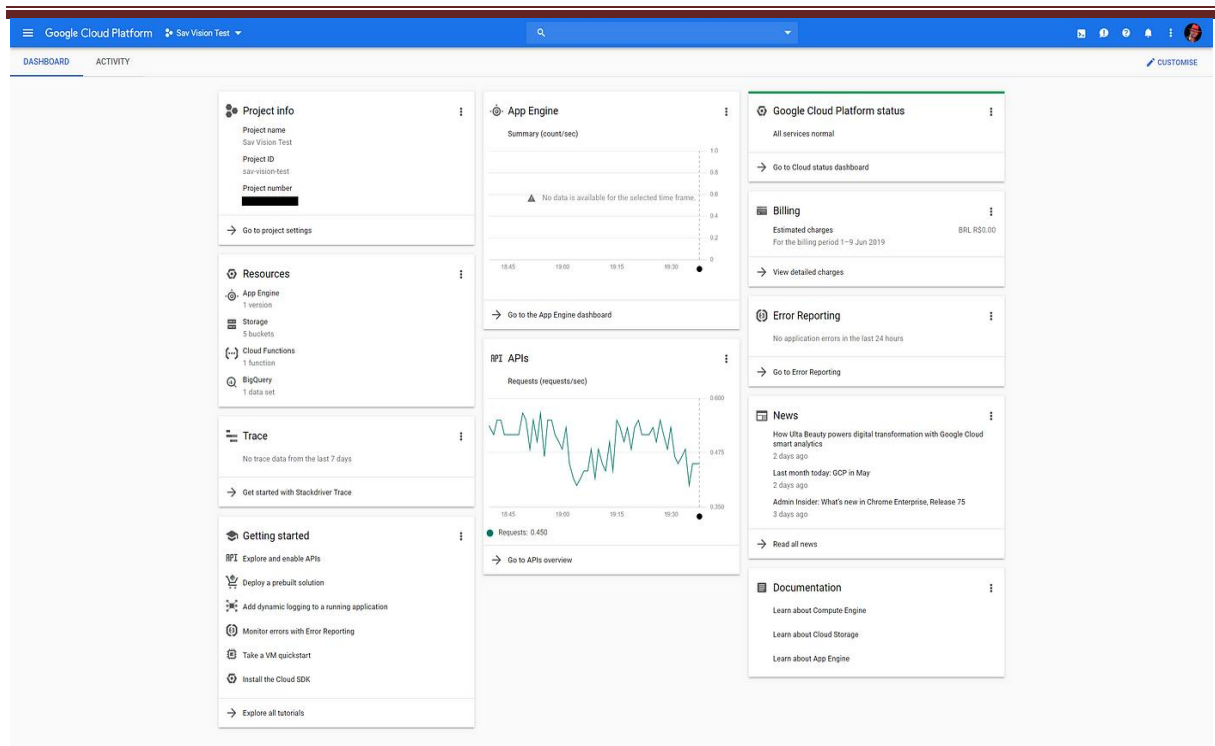 Google Cloud Platform Sav Vision Test
DASHBOARD ACTIVITY CUSTOMISE
Project info
Project name
Sav Vision Test
Project ID
sav-vision-test
Project number
Go to project settings
Resources
App Engine
1 version
Storage
5 buckets
Cloud Functions
1 function
BigQuery
1 data set
Trace
No trace data from the last 7 days
Get started with Stackdriver Trace
Getting started
API Explore and enable APIs
Deploy a prebuilt solution
Add dynamic logging to a running application
Monitor errors with Error Reporting
Take a VM quickstart
Install the Cloud SDK
Explore all tutorials
App Engine
Summary (count/sec)
1.0
0.8
No data is available for the selected time frame.
0.6
0.4
0.2
0
18:45 19:00 19:15 19:30
Go to the App Engine dashboard
API APIs
Requests (requests/sec)
0.600
0.475
0.350
18:45 19:00 19:15 19:30
Requests: 0.450
Go to APIs overview
Google Cloud Platform status
All services normal
Go to Cloud status dashboard
Billing
Estimated charges BRL R$0.00
For the billing period 1–9 Jun 2019
View detailed charges
Error Reporting
No application errors in the last 24 hours
Go to Error Reporting
News
How Ulta Beauty powers digital transformation with Google Cloud
smart analytics
2 days ago
Last month today: GCP in May
2 days ago
Admin Insider: What's new in Chrome Enterprise, Release 75
3 days ago
Read all news
Documentation
Learn about Compute Engine
Learn about Cloud Storage
Learn about App Engine